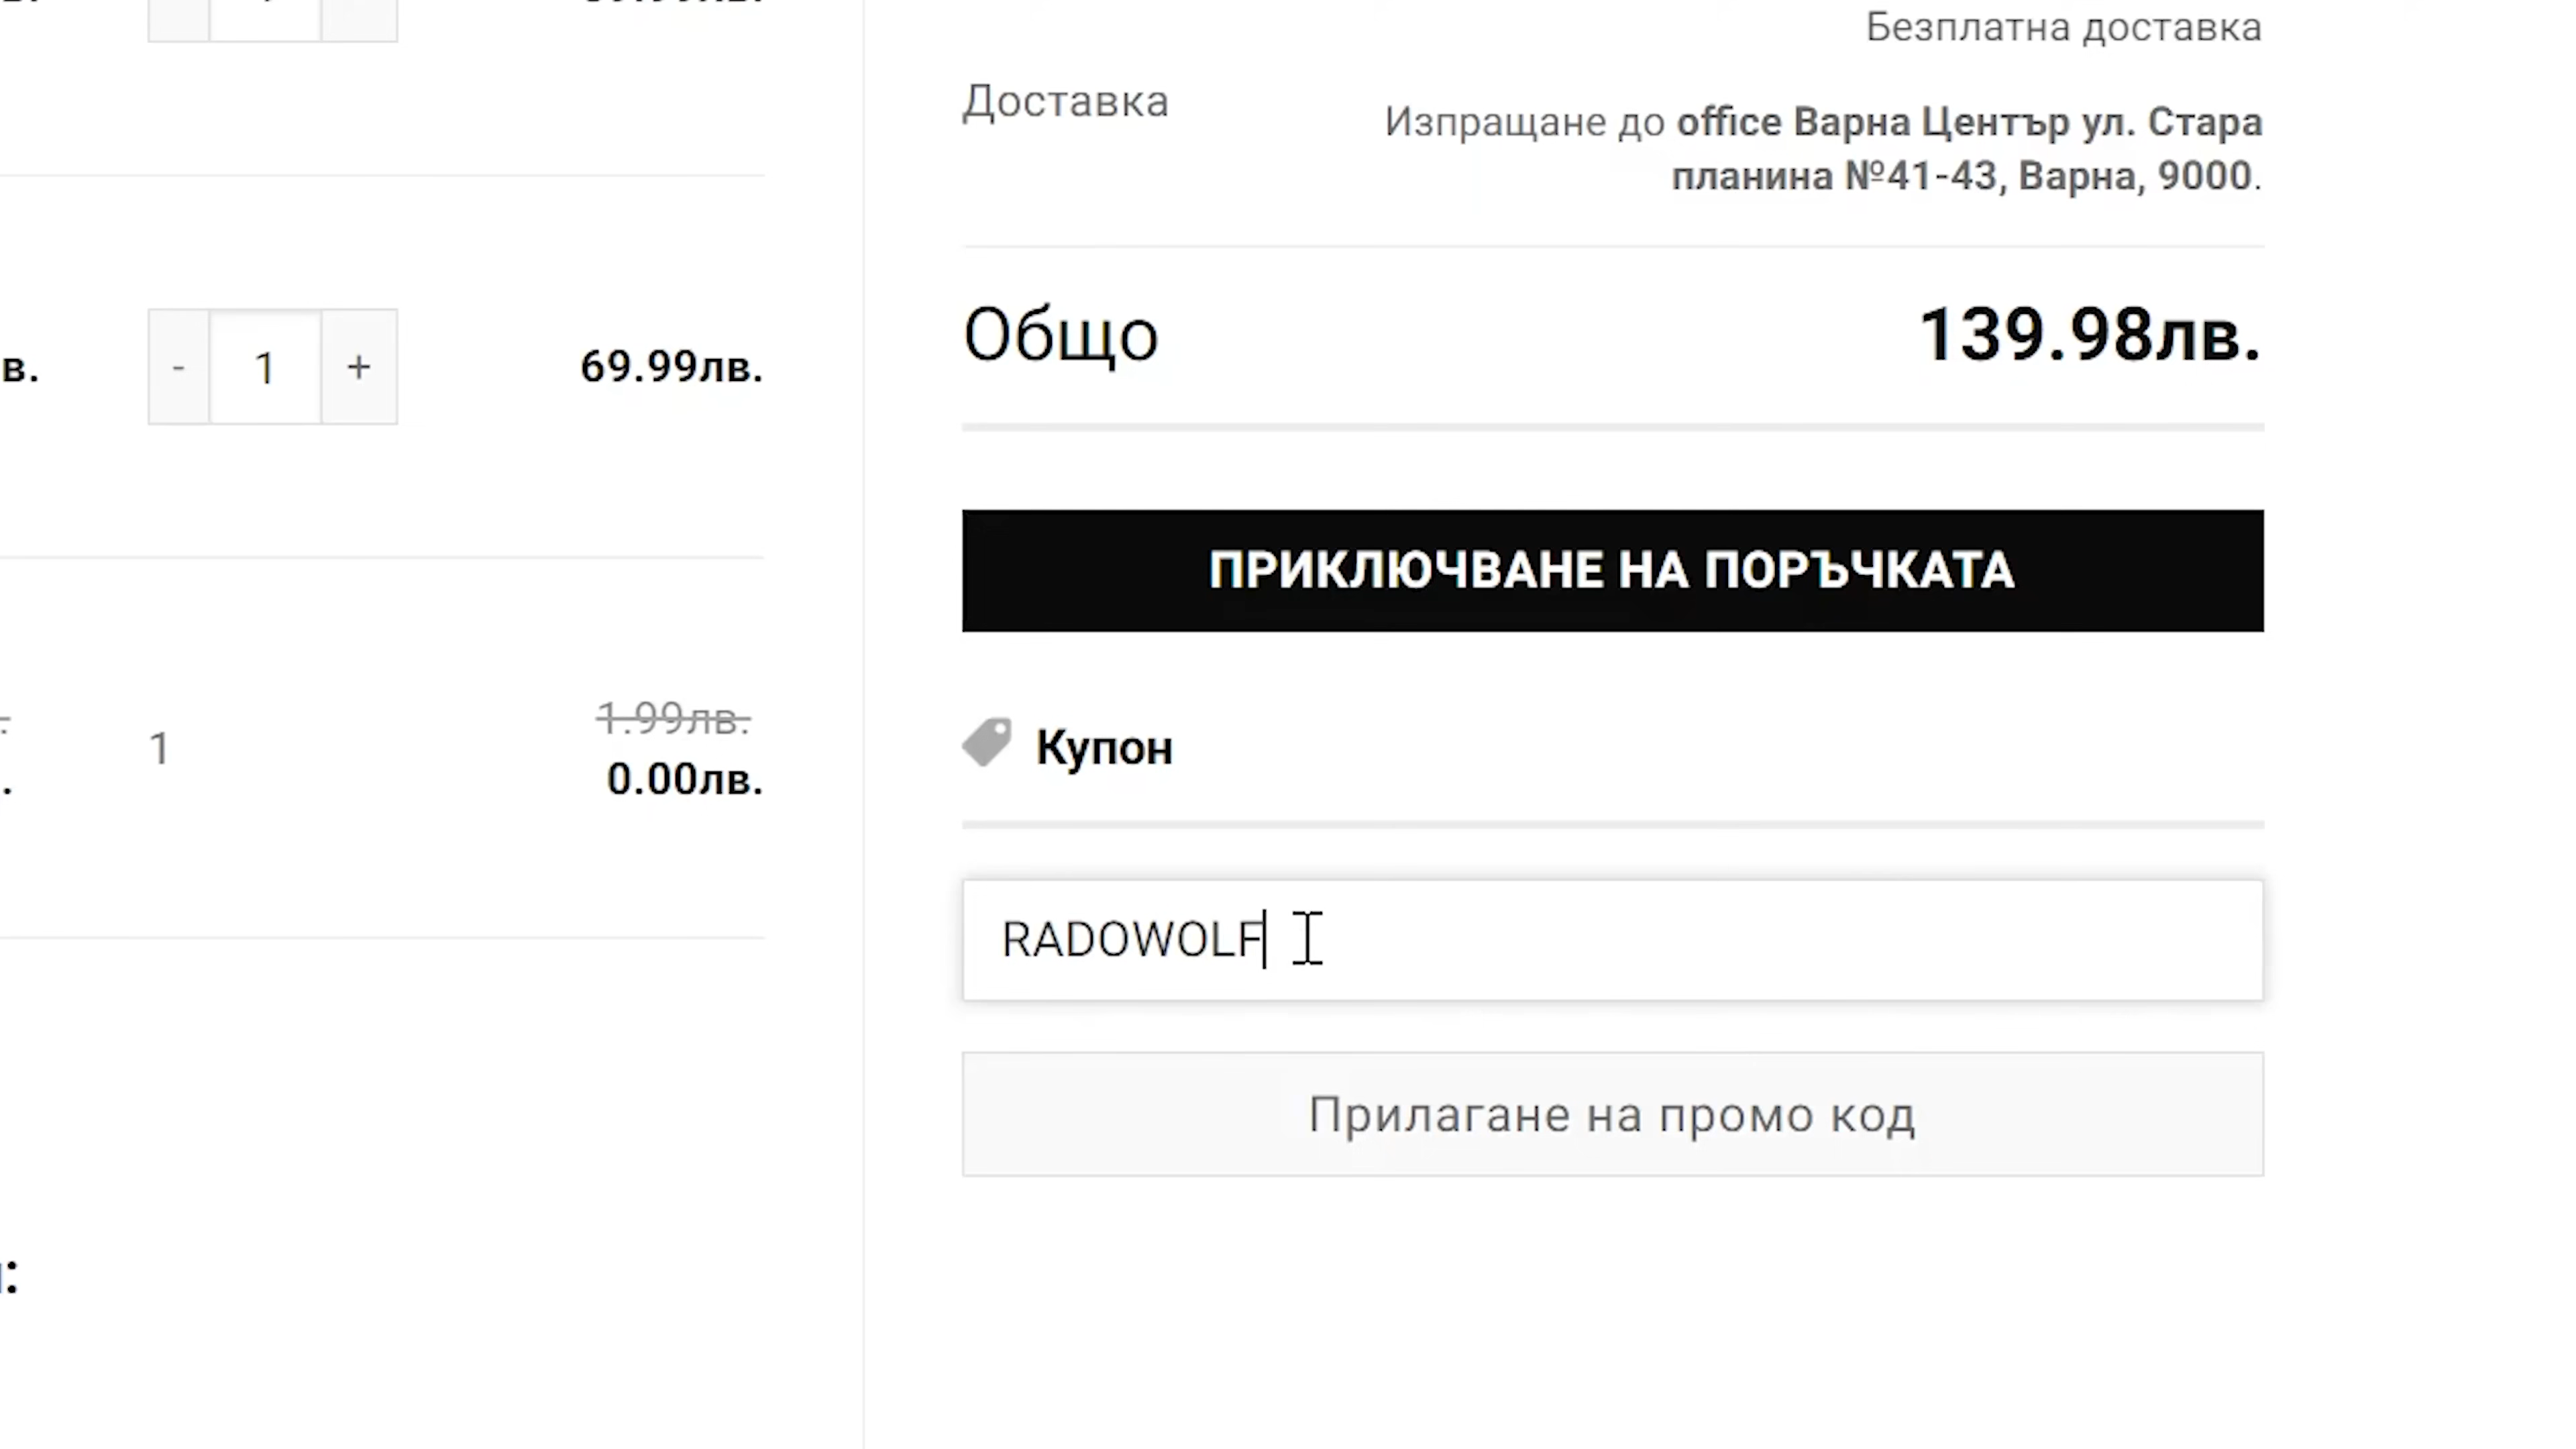 Безплатна доставка
Доставка
Изпращане до office Варна Център ул. Стара
планина №41-43, Варна, 9000.
Общо 139.98лв.
в. - 1 + 69.99лв.
ПРИКЛЮЧВАНЕ НА ПОРЪЧКАТА
Купон
1 1.99лв.
0.00лв.
RADOWOLF
Прилагане на промо код